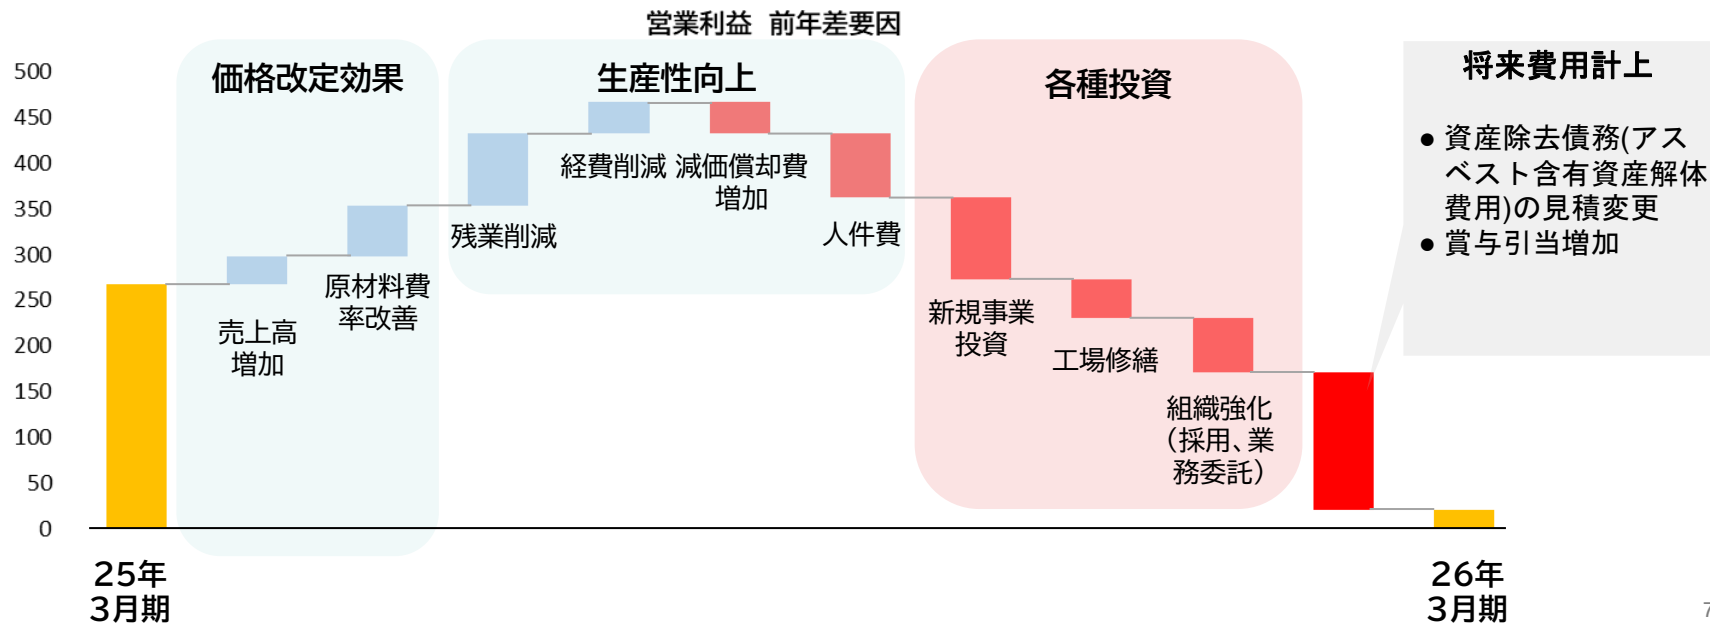 営業利益 前年差要因
500
450
400
350
300
250
200
150
100
50
0
価格改定効果
売上高
増加
原材料費
率改善
生産性向上
残業削減
経費削減
減価償却費
増加
人件費
各種投資
新規事業
投資
工場修繕
組織強化
（採用、業
務委託）
将来費用計上
● 資産除去債務(アス
ベスト含有資産解体
費用)の見積変更
● 賞与引当増加
25年
3月期
26年
3月期
7